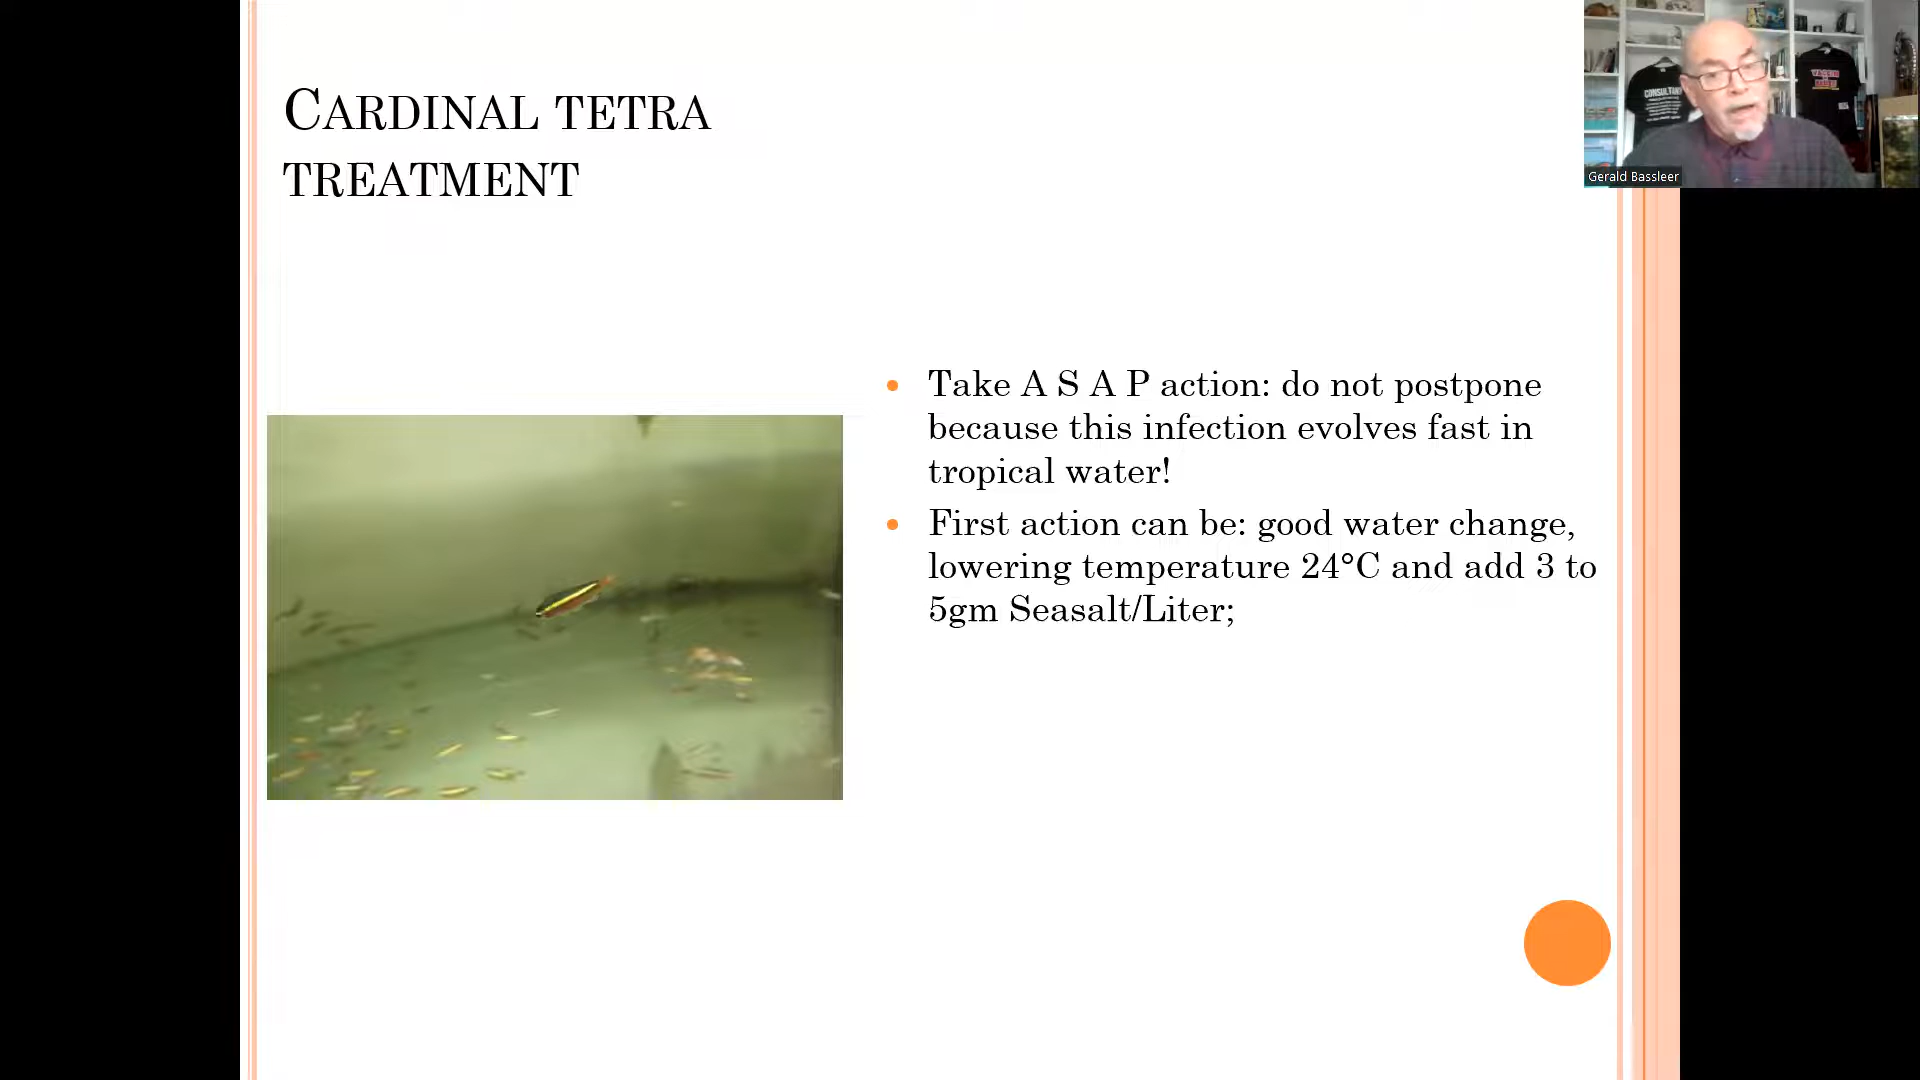 CARDINAL TETRA
TREATMENT
Take A S A P action: do not postpone
because this infection evolves fast in
tropical water!
First action can be: good water change,
lowering temperature 24°C and add 3 to
5gm Seasalt/Liter;
CONSULTANT
Gerald Bassleer